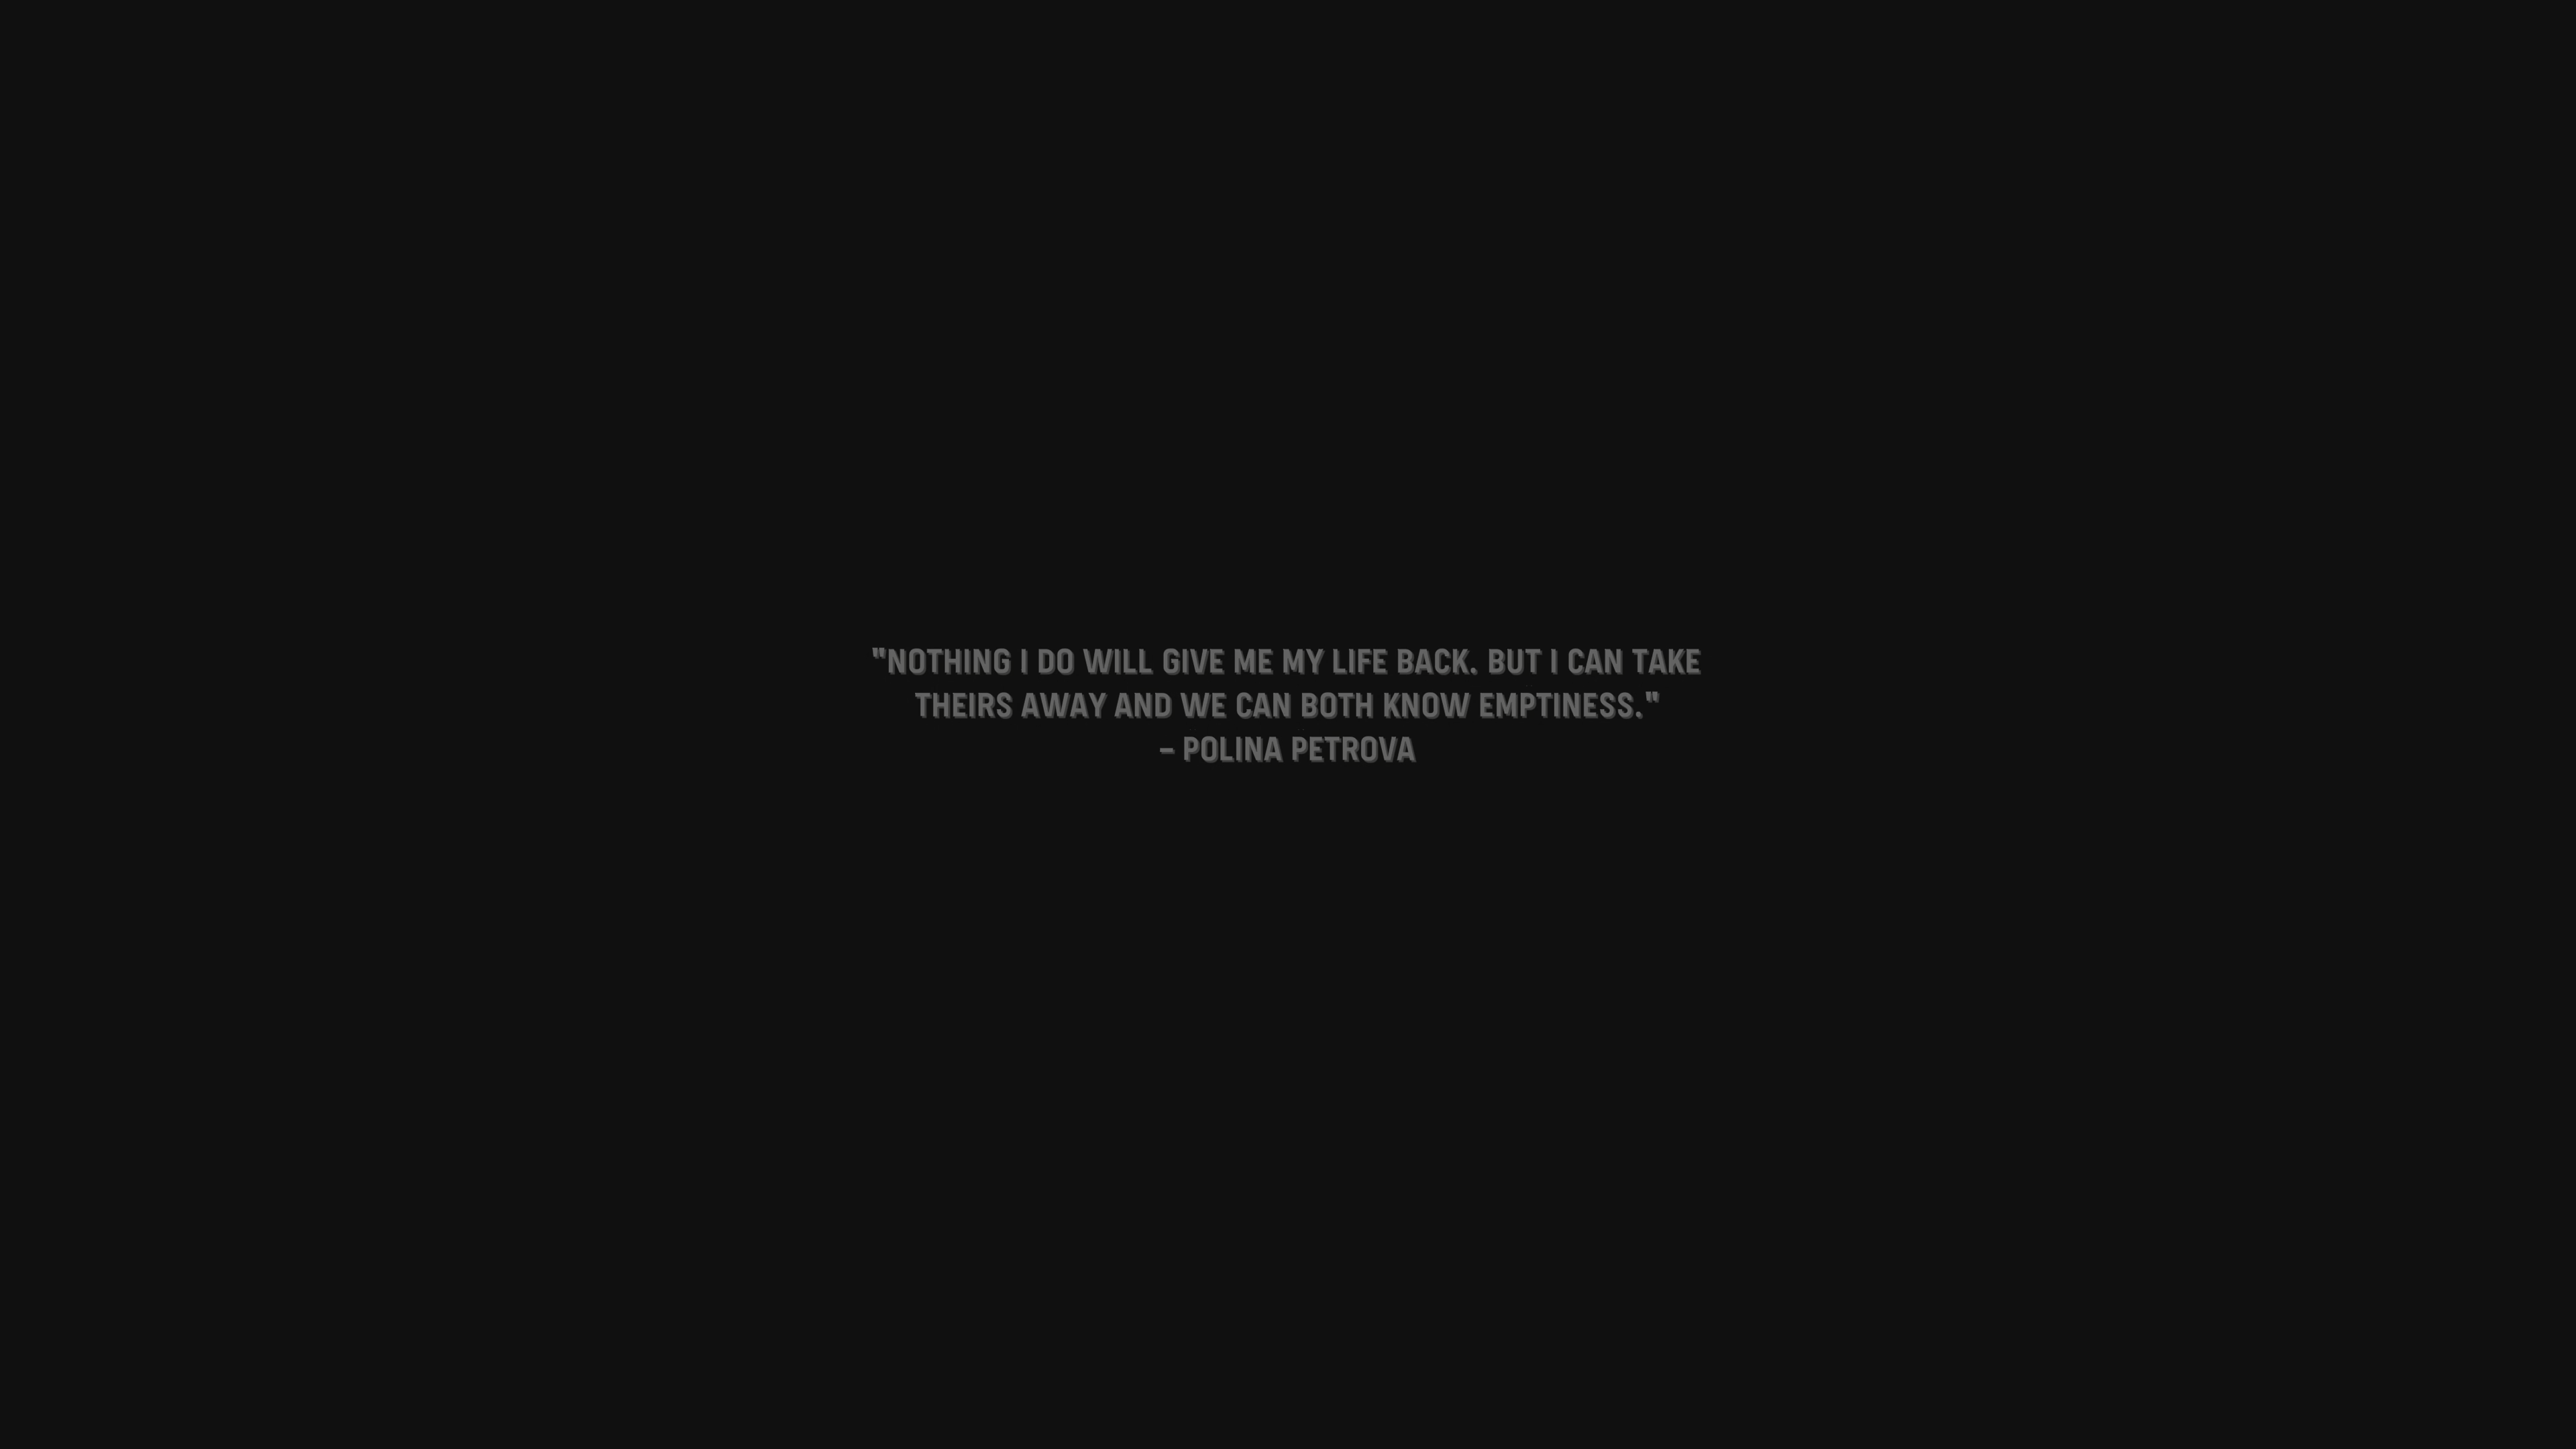 "NOTHING I DO WILL GIVE ME MY LIFE BACK. BUT I CAN TAKE
THEIRS AWAY AND WE CAN BOTH KNOW EMPTINESS."
– POLINA PETROVA